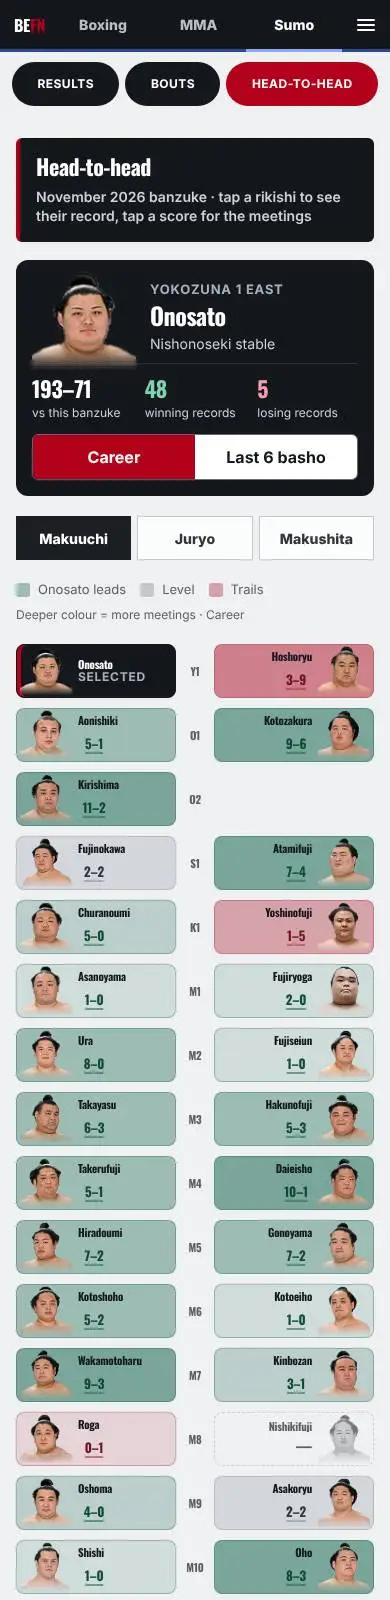 BEFN Boxing MMA Sumo
RESULTS BOUTS HEAD-TO-HEAD
Head-to-head
November 2026 banzuke · tap a rikishi to see
their record, tap a score for the meetings
YOKOZUNA 1 EAST
Onosato
Nishonoseki stable
193–71 48 5
vs this banzuke winning records losing records
Career Last 6 basho
Makuuchi Juryo Makushita
Onosato leads Level Trails
Deeper colour = more meetings · Career
Onosato
SELECTED
Y1
Hoshoryu
3–9
Aonishiki
5–1
O1
Kotozakura
9–6
Kirishima
11–2
O2
Fujinokawa
2–2
S1
Atamifuji
7–4
Churanoumi
5–0
K1
Yoshinofuji
1–5
Asanoyama
1–0
M1
Fujiryoga
2–0
Ura
8–0
M2
Fujiseiun
1–0
Takayasu
6–3
M3
Hakunofuji
5–3
Takerufuji
5–1
M4
Daieisho
10–1
Hiradoumi
7–2
M5
Gonoyama
7–2
Kotoshoho
5–2
M6
Kotoeiho
1–0
Wakamotoharu
9–3
M7
Kinbozan
3–1
Roga
0–1
M8
Nishikifuji
—
Oshoma
4–0
M9
Asakoryu
2–2
Shishi
1–0
M10
Oho
8–3